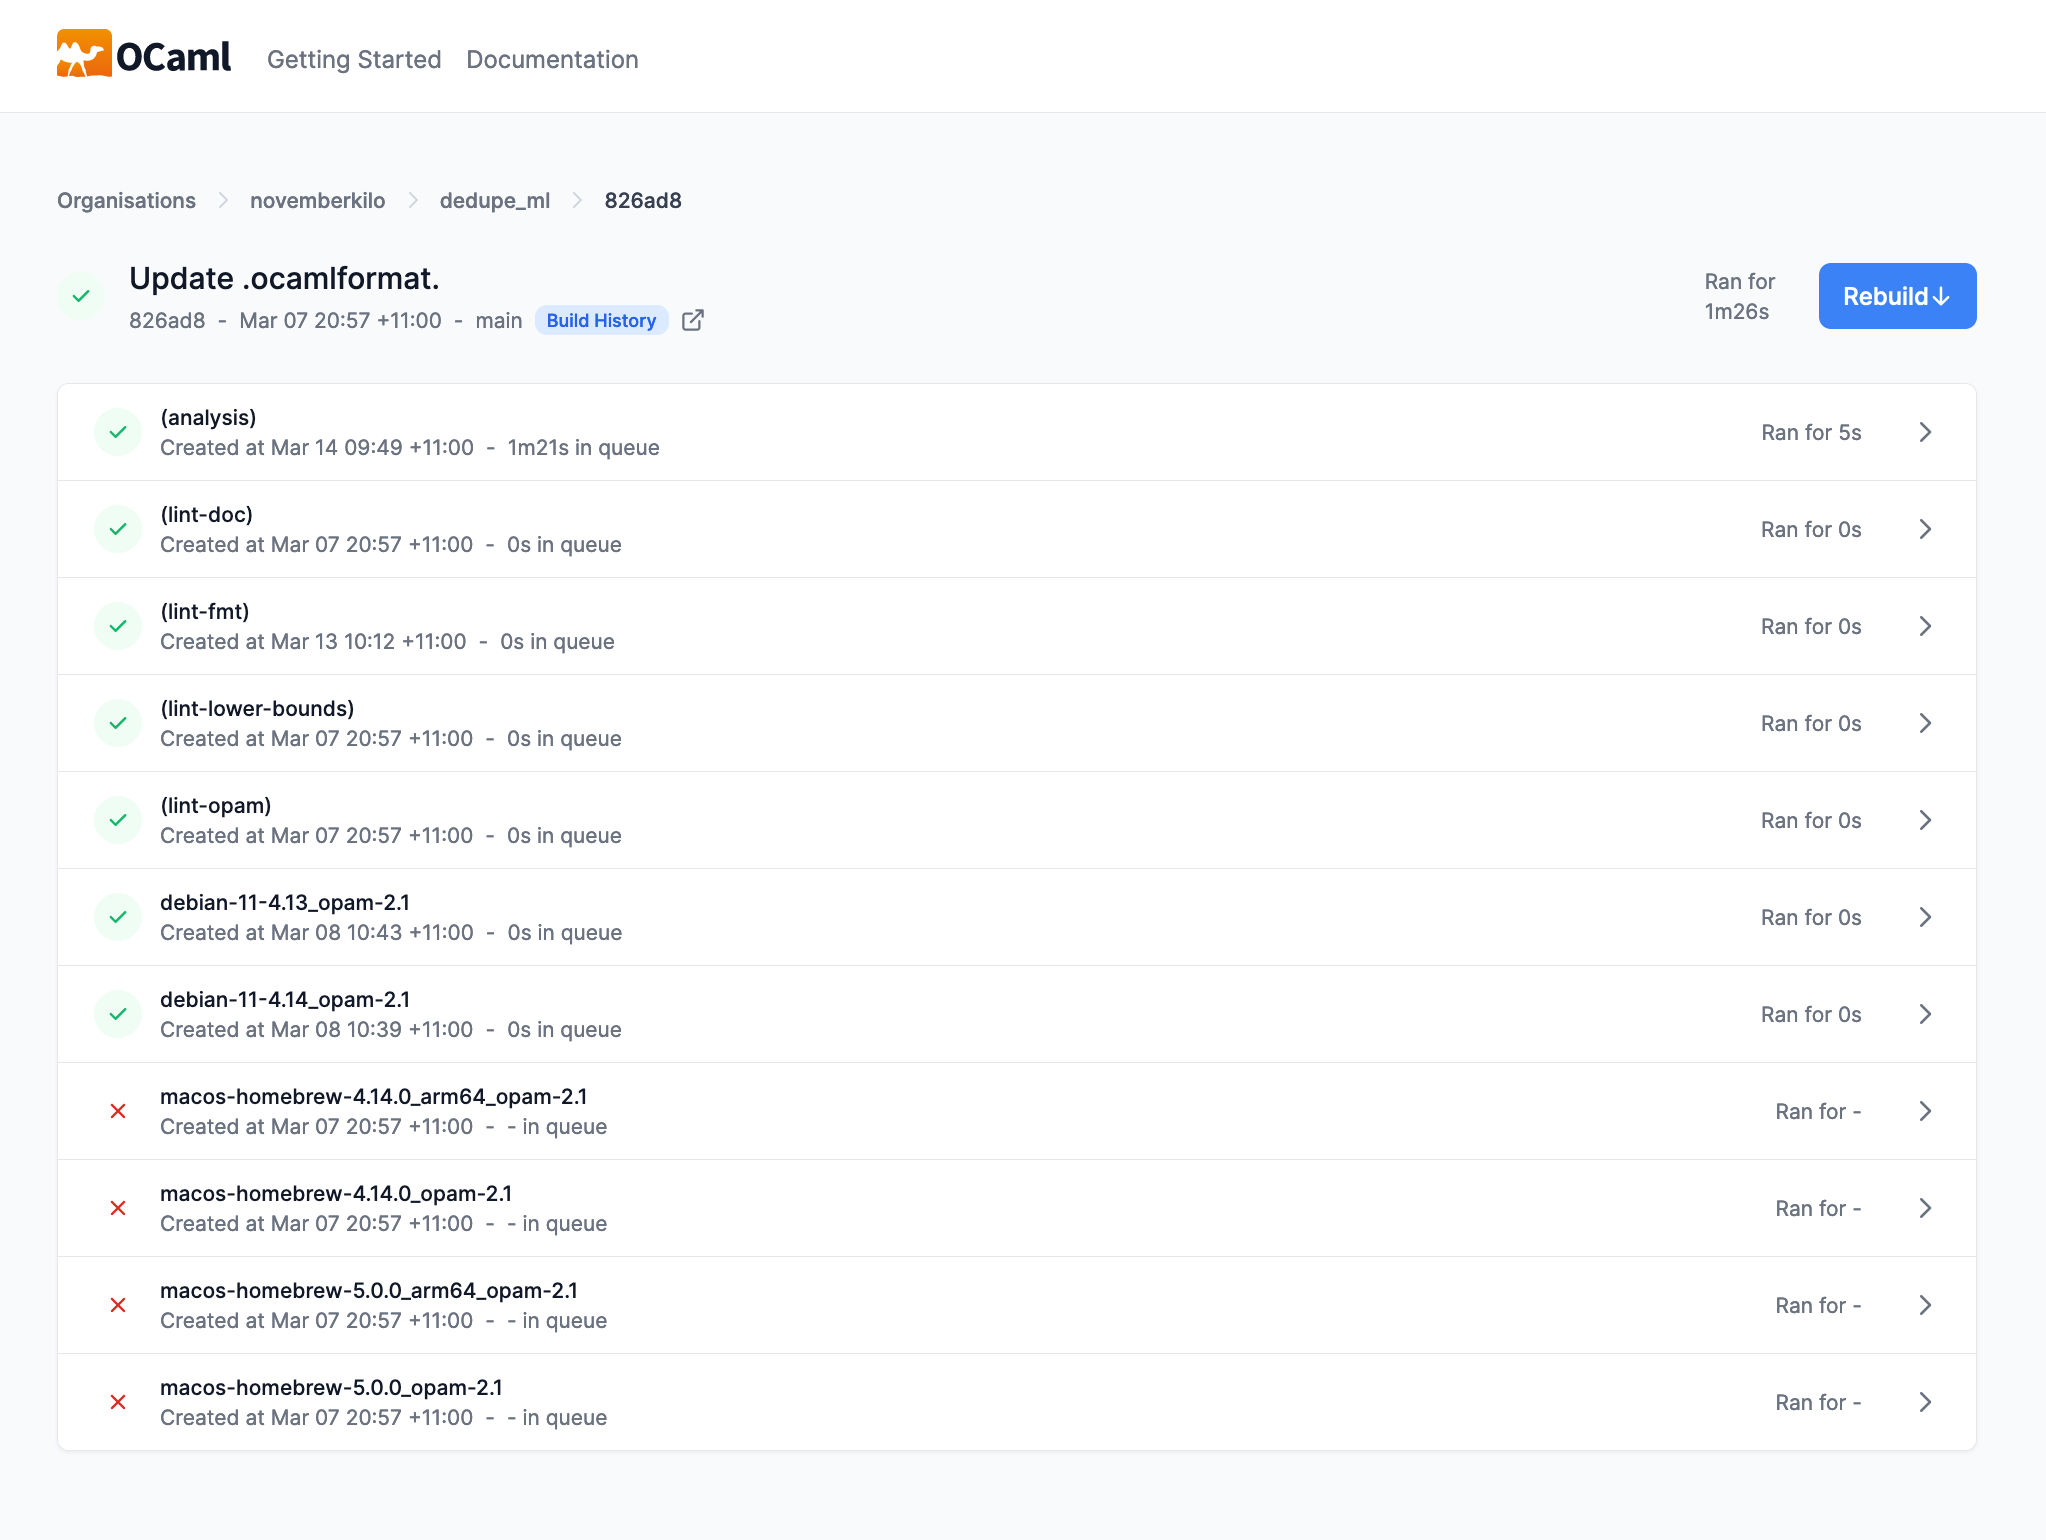 OCaml Getting Started Documentation
Organisations novemberkilo dedupe_ml 826ad8
Update .ocamlformat.
826ad8 - Mar 07 20:57 +11:00 - main Build History
Ran for
1m26s
Rebuild↓
(analysis)
Created at Mar 14 09:49 +11:00 - 1m21s in queue
Ran for 5s
(lint-doc)
Created at Mar 07 20:57 +11:00 - 0s in queue
Ran for 0s
(lint-fmt)
Created at Mar 13 10:12 +11:00 - 0s in queue
Ran for 0s
(lint-lower-bounds)
Created at Mar 07 20:57 +11:00 - 0s in queue
Ran for 0s
(lint-opam)
Created at Mar 07 20:57 +11:00 - 0s in queue
Ran for 0s
debian-11-4.13_opam-2.1
Created at Mar 08 10:43 +11:00 - 0s in queue
Ran for 0s
debian-11-4.14_opam-2.1
Created at Mar 08 10:39 +11:00 - 0s in queue
Ran for 0s
macos-homebrew-4.14.0_arm64_opam-2.1
Created at Mar 07 20:57 +11:00 - - in queue
Ran for -
macos-homebrew-4.14.0_opam-2.1
Created at Mar 07 20:57 +11:00 - - in queue
Ran for -
macos-homebrew-5.0.0_arm64_opam-2.1
Created at Mar 07 20:57 +11:00 - - in queue
Ran for -
macos-homebrew-5.0.0_opam-2.1
Created at Mar 07 20:57 +11:00 - - in queue
Ran for -